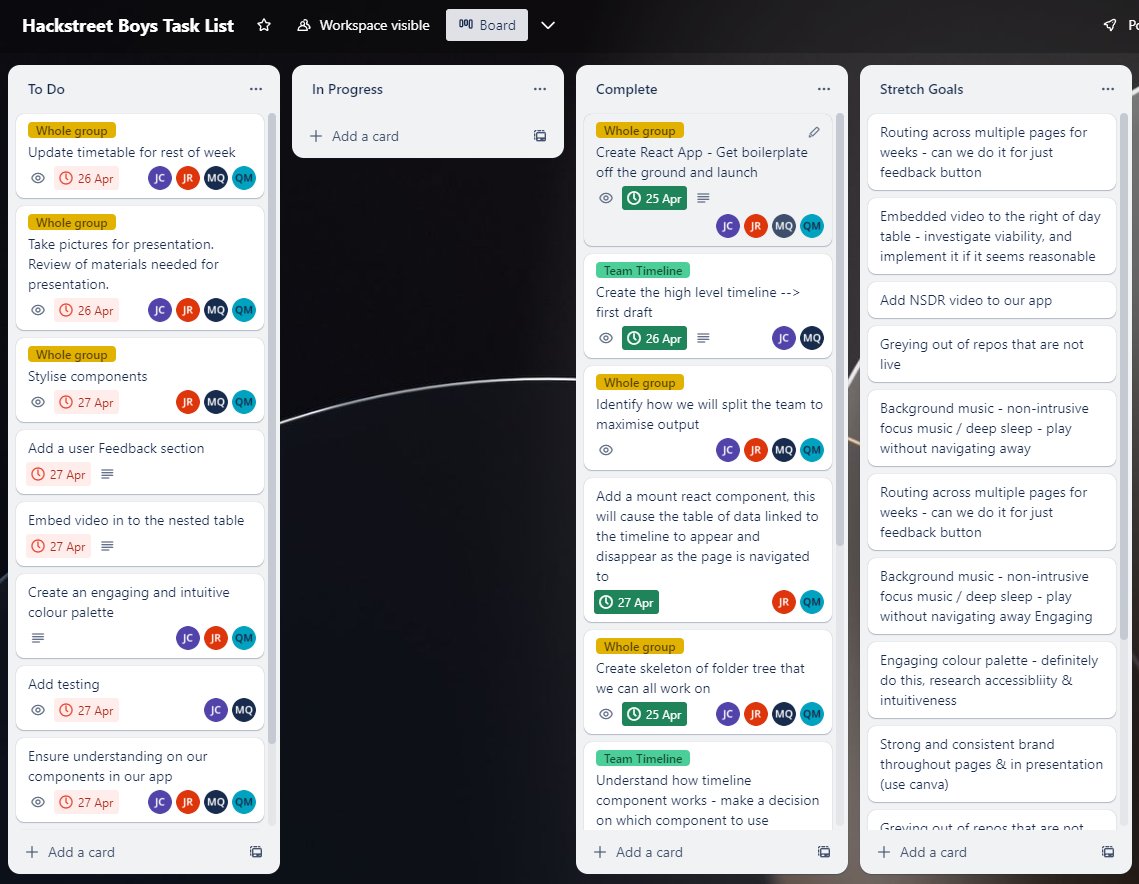 Hackstreet Boys Task List
Workspace visible
Board
To Do
Whole group
Update timetable for rest of week
26 Apr
JC JR MQ QM
Whole group
Take pictures for presentation.
Review of materials needed for
presentation.
26 Apr
JC JR MQ QM
Whole group
Stylise components
27 Apr
JR MQ QM
Add a user Feedback section
27 Apr
Embed video in to the nested table
27 Apr
Create an engaging and intuitive
colour palette
JC JR QM
Add testing
27 Apr
JC MQ
Ensure understanding on our
components in our app
27 Apr
JC JR MQ QM
Add a card
In Progress
Add a card
Complete
Whole group
Create React App - Get boilerplate
off the ground and launch
25 Apr
JC JR MQ QM
Team Timeline
Create the high level timeline -->
first draft
26 Apr
JC MQ
Whole group
Identify how we will split the team to
maximise output
JC JR MQ QM
Add a mount react component, this
will cause the table of data linked to
the timeline to appear and
disappear as the page is navigated
to
27 Apr
JR QM
Whole group
Create skeleton of folder tree that
we can all work on
25 Apr
JC JR MQ QM
Team Timeline
Understand how timeline
component works - make a decision
on which component to use
Add a card
Stretch Goals
Routing across multiple pages for
weeks - can we do it for just
feedback button
Embedded video to the right of day
table - investigate viability, and
implement it if it seems reasonable
Add NSDR video to our app
Greying out of repos that are not
live
Background music - non-intrusive
focus music / deep sleep - play
without navigating away
Routing across multiple pages for
weeks - can we do it for just
feedback button
Background music - non-intrusive
focus music / deep sleep - play
without navigating away Engaging
Engaging colour palette - definitely
do this, research accessibliity &
intuitiveness
Strong and consistent brand
throughout pages & in presentation
(use canva)
Greying out of repos that are not
Add a card